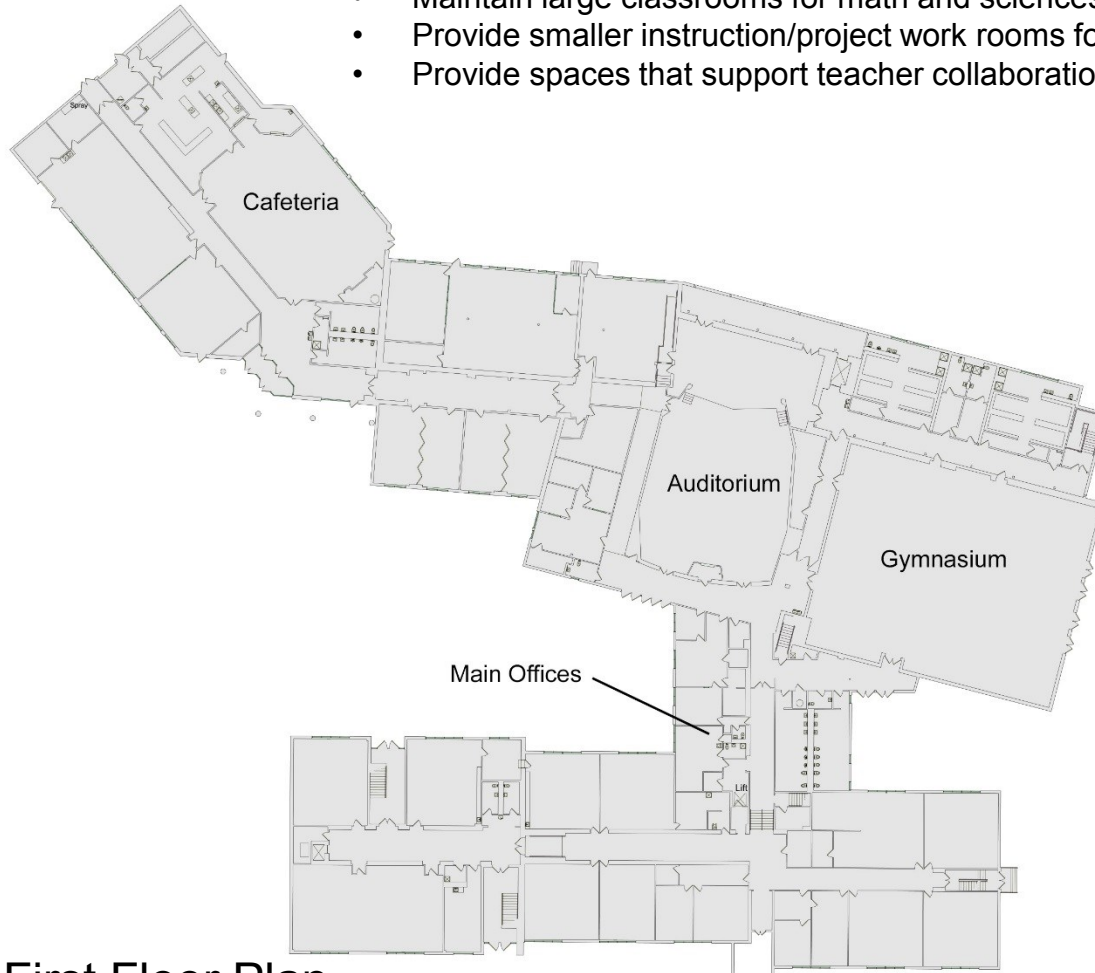 • Maintain large classrooms for math and sciences
• Provide smaller instruction/project work rooms fo
• Provide spaces that support teacher collaboratio
Spray
Cafeteria
Auditorium
Gymnasium
Main Offices
Lift
First Floor Plan